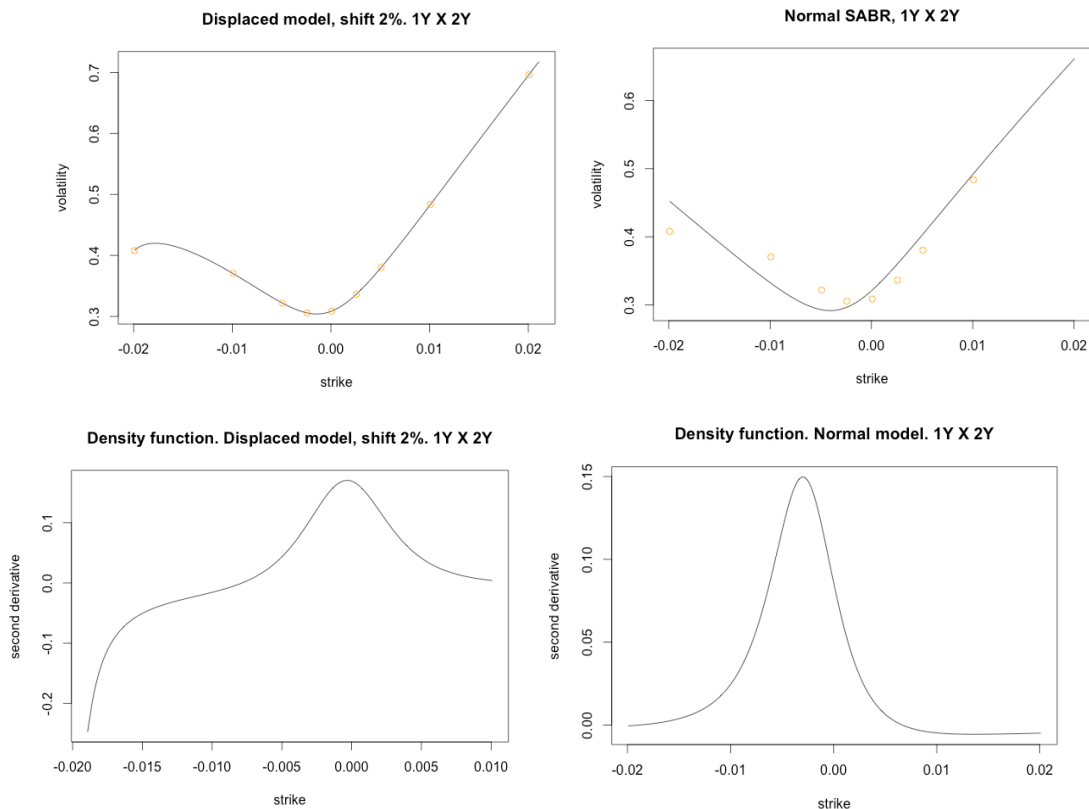 Displaced model, shift 2%. 1Y X 2Y
volatility
0.7
0.6
0.5
0.4
0.3
-0.02 -0.01 0.00 0.01 0.02
strike
Normal SABR, 1Y X 2Y
volatility
0.6
0.5
0.4
0.3
-0.02 -0.01 0.00 0.01 0.02
strike
Density function. Displaced model, shift 2%. 1Y X 2Y
second derivative
0.1
0.0
-0.1
-0.2
-0.020 -0.015 -0.010 -0.005 0.000 0.005 0.010
strike
Density function. Normal model. 1Y X 2Y
second derivative
0.15
0.10
0.05
0.00
-0.02 -0.01 0.00 0.01 0.02
strike